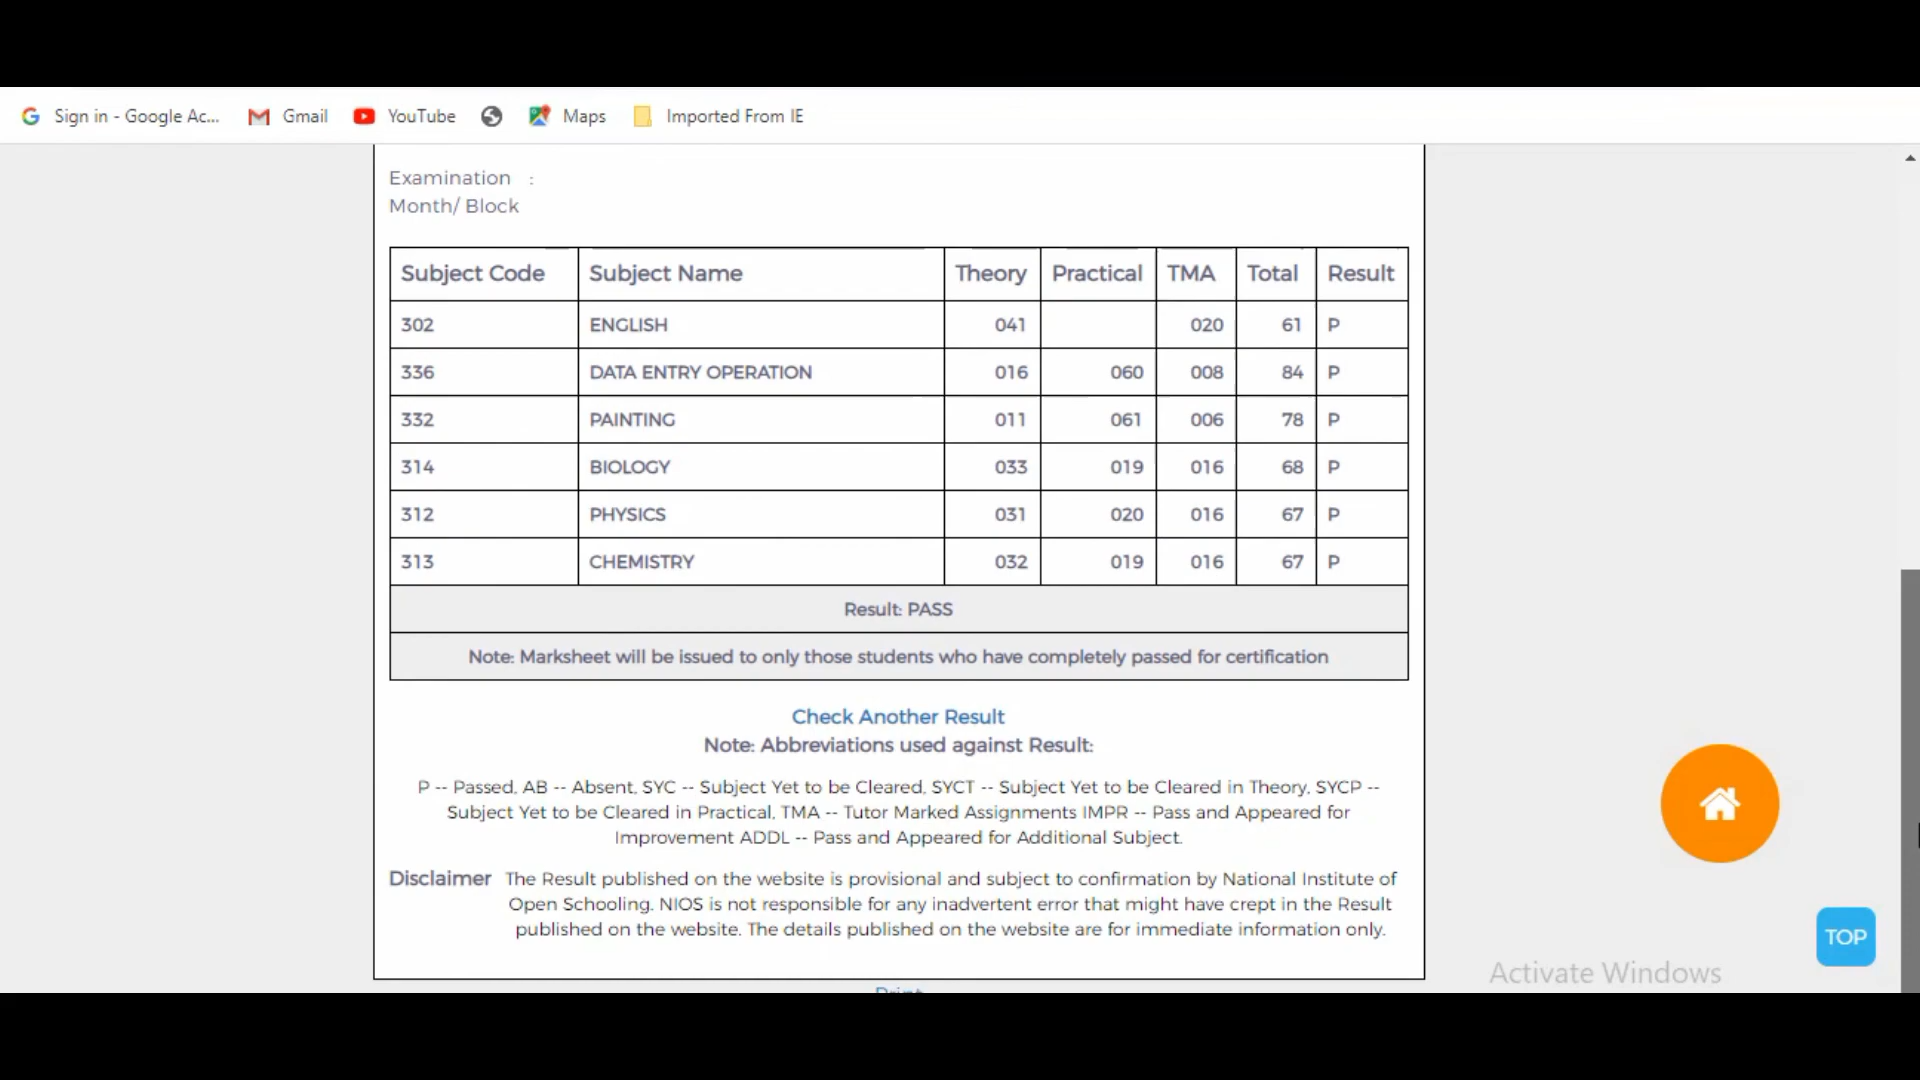 Sign in - Google Ac... Gmail YouTube Maps Imported From IE
Examination :
Month/ Block
Subject Code Subject Name Theory Practical TMA Total Result
302 ENGLISH 041 020 61 P
336 DATA ENTRY OPERATION 016 060 008 84 P
332 PAINTING 011 061 006 78 P
314 BIOLOGY 033 019 016 68 P
312 PHYSICS 031 020 016 67 P
313 CHEMISTRY 032 019 016 67 P
Result: PASS
Note: Marksheet will be issued to only those students who have completely passed for certification
Check Another Result
Note: Abbreviations used against Result:
P -- Passed, AB -- Absent, SYC -- Subject Yet to be Cleared, SYCT -- Subject Yet to be Cleared in Theory, SYCP --
Subject Yet to be Cleared in Practical, TMA -- Tutor Marked Assignments IMPR -- Pass and Appeared for
Improvement ADDL -- Pass and Appeared for Additional Subject.
Disclaimer The Result published on the website is provisional and subject to confirmation by National Institute of
Open Schooling. NIOS is not responsible for any inadvertent error that might have crept in the Result
published on the website. The details published on the website are for immediate information only.
TOP
Activate Windows